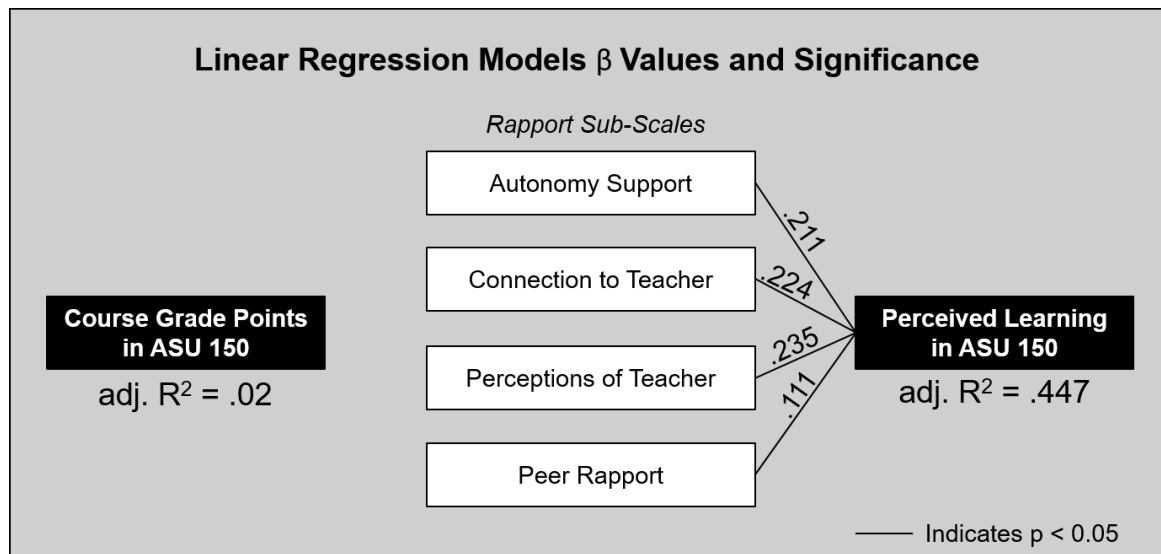 Linear Regression Models β Values and Significance
Rapport Sub-Scales
Autonomy Support
.211
Connection to Teacher
.224
Course Grade Points
in ASU 150
adj. R² = .02
Perceived Learning
in ASU 150
adj. R² = .447
.235
Perceptions of Teacher
.111
Peer Rapport
Indicates p < 0.05